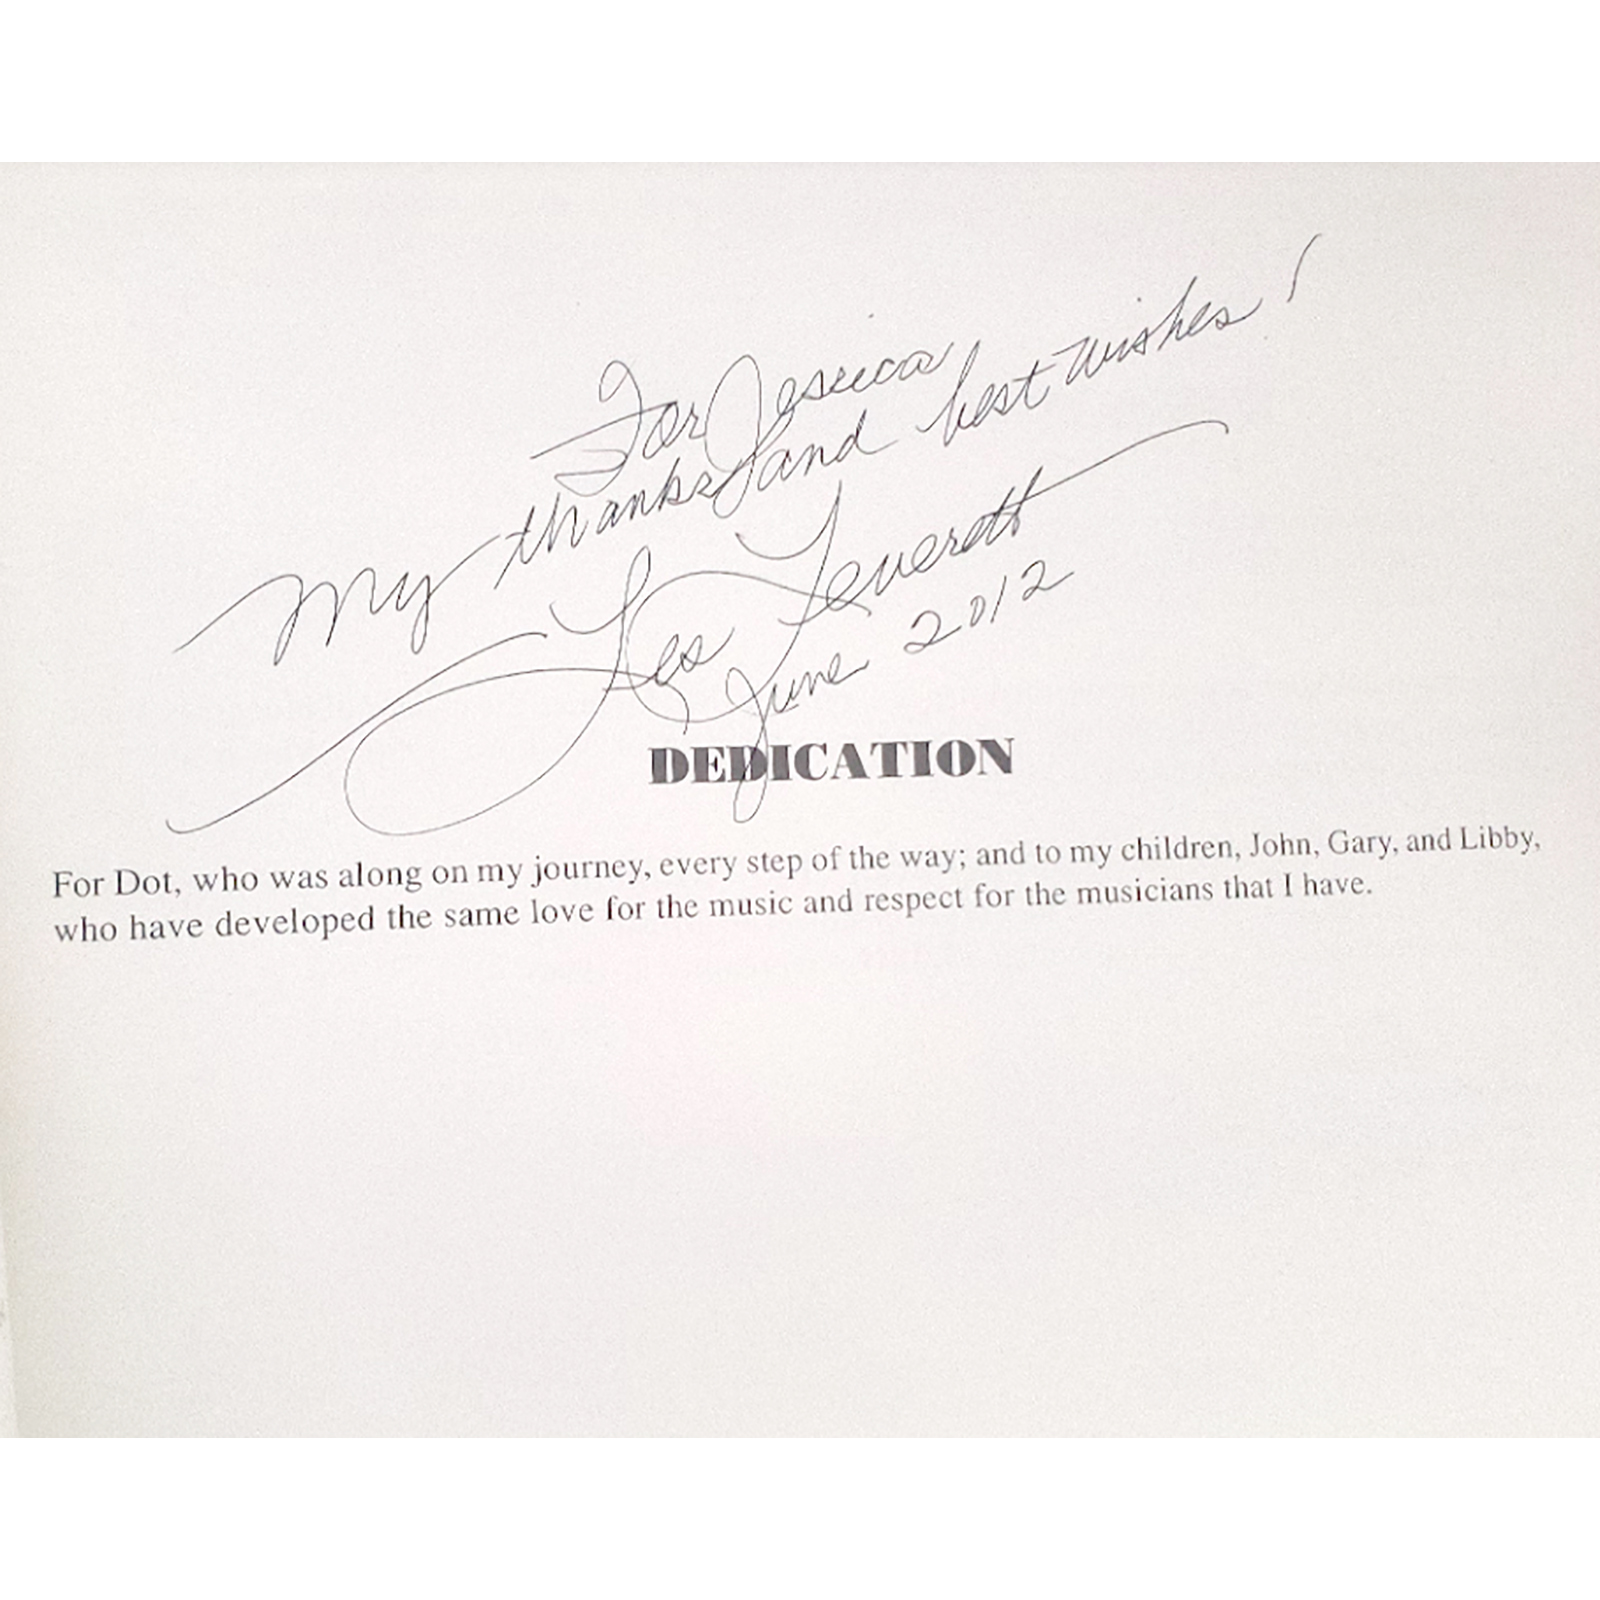 For Jessica
My thanks and best wishes!
Les Leverett
June 2012
DEDICATION
For Dot, who was along on my journey, every step of the way; and to my children, John, Gary, and Libby,
who have developed the same love for the music and respect for the musicians that I have.